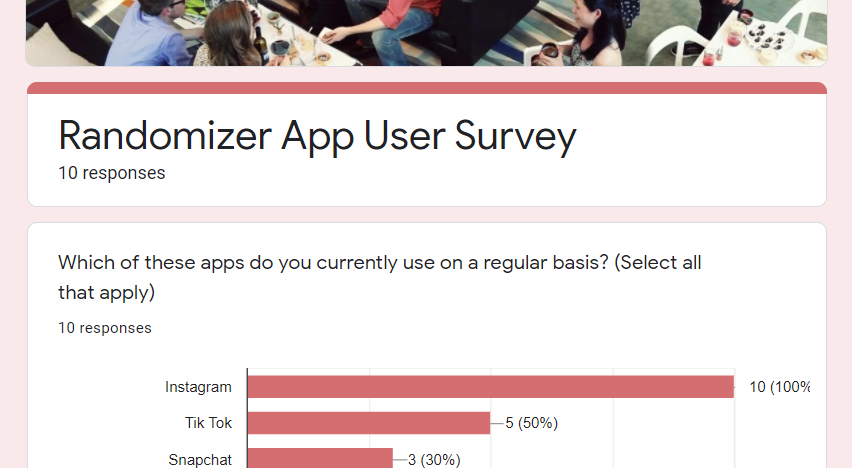 Randomizer App User Survey
10 responses
Which of these apps do you currently use on a regular basis? (Select all
that apply)
10 responses
Instagram 10 (100%
Tik Tok 5 (50%)
Snapchat 3 (30%)